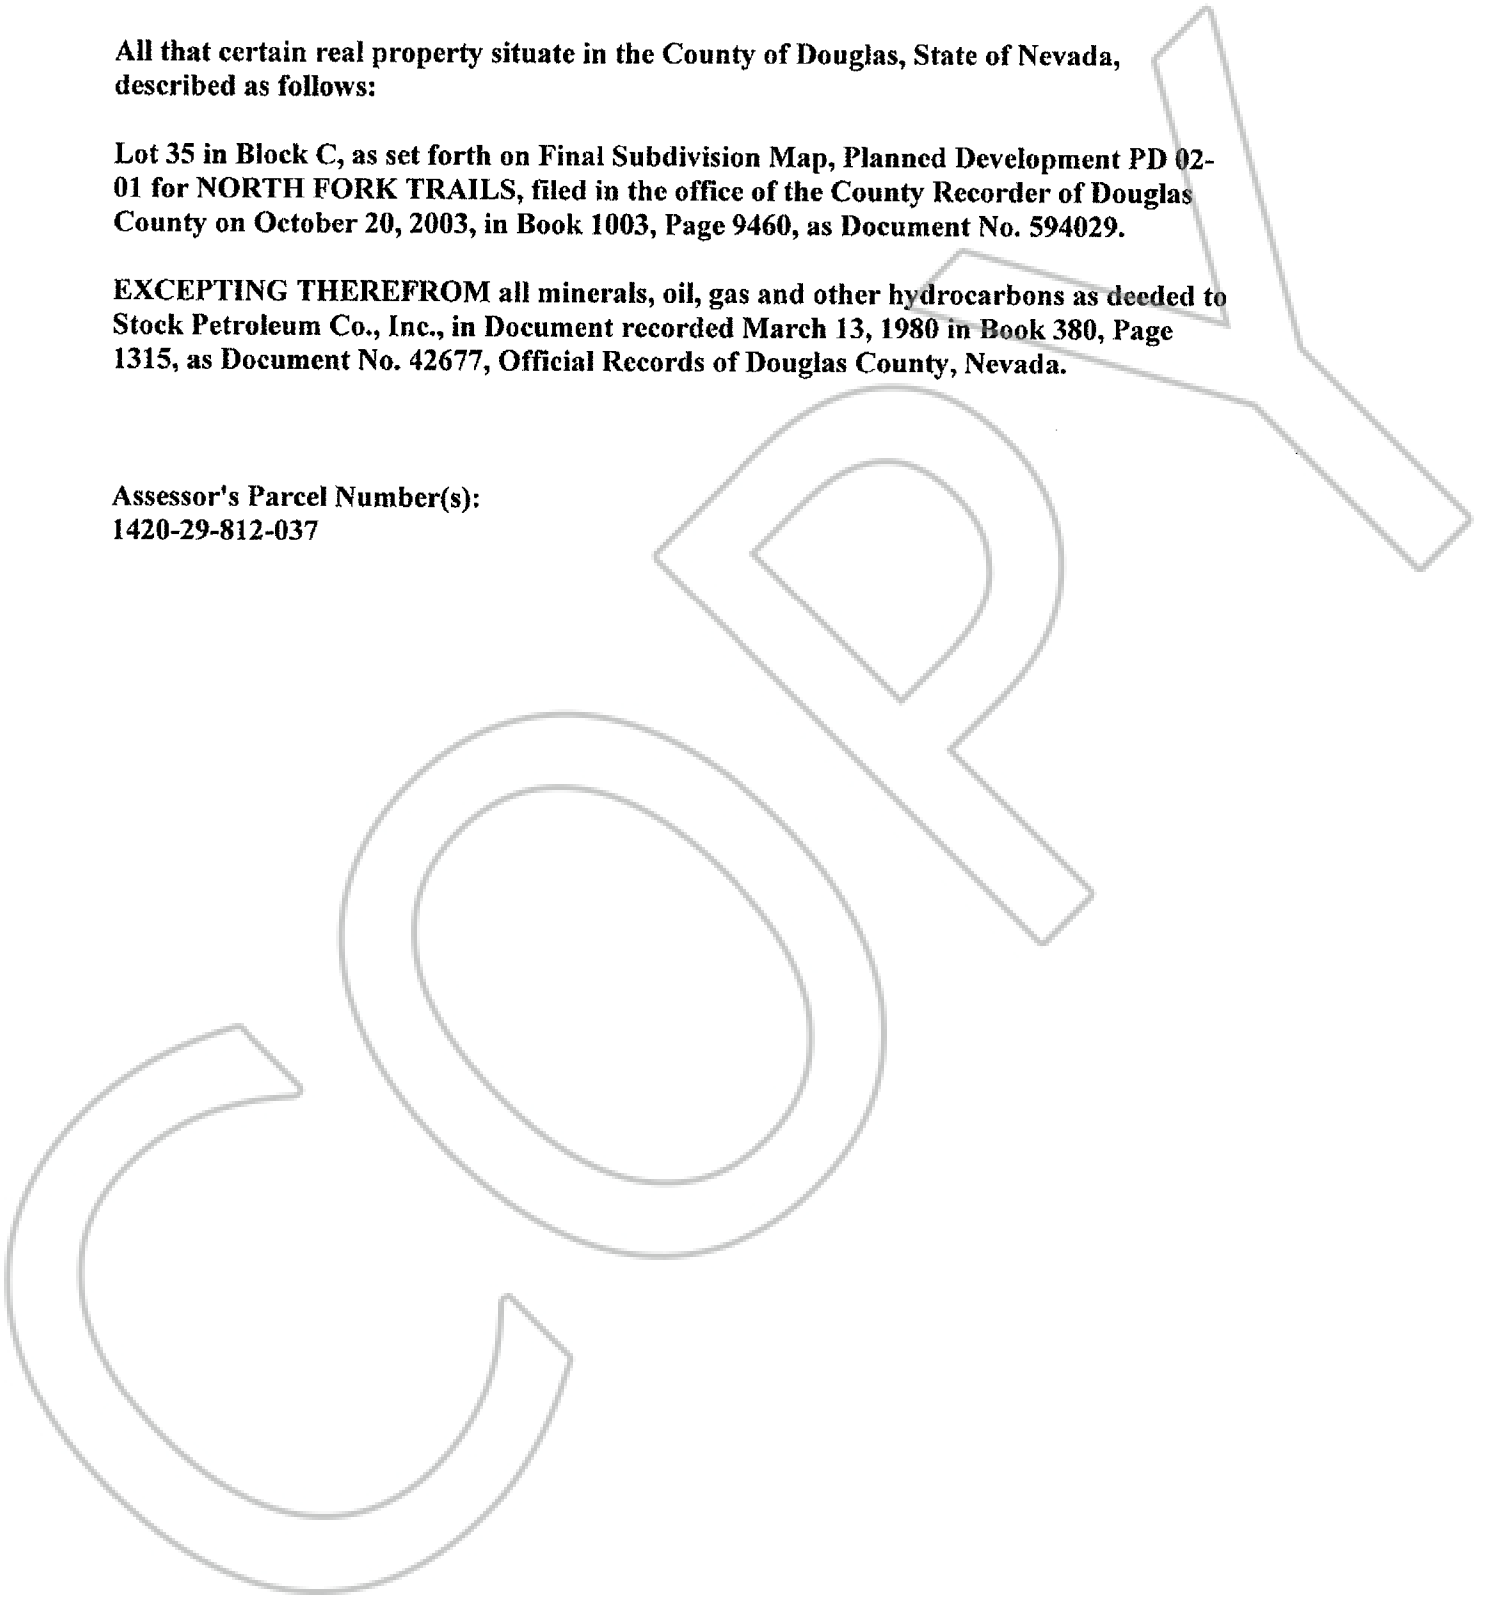 All that certain real property situate in the County of Douglas, State of Nevada,
described as follows:
Lot 35 in Block C, as set forth on Final Subdivision Map, Planned Development PD 02-
01 for NORTH FORK TRAILS, filed in the office of the County Recorder of Douglas
County on October 20, 2003, in Book 1003, Page 9460, as Document No. 594029.
EXCEPTING THEREFROM all minerals, oil, gas and other hydrocarbons as deeded to
Stock Petroleum Co., Inc., in Document recorded March 13, 1980 in Book 380, Page
1315, as Document No. 42677, Official Records of Douglas County, Nevada.
Assessor's Parcel Number(s):
1420-29-812-037
COPY